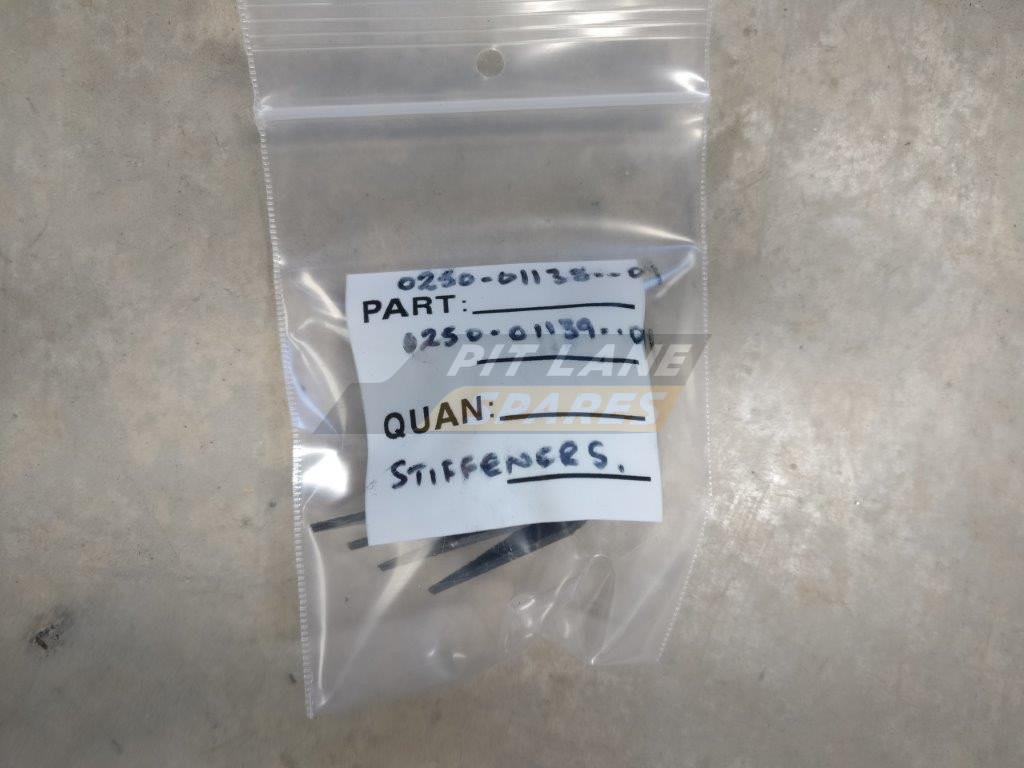 0250-01138--01
PART:
0250-01139--01
PIT LANE
SPARES
QUAN:
STIFFENERS.